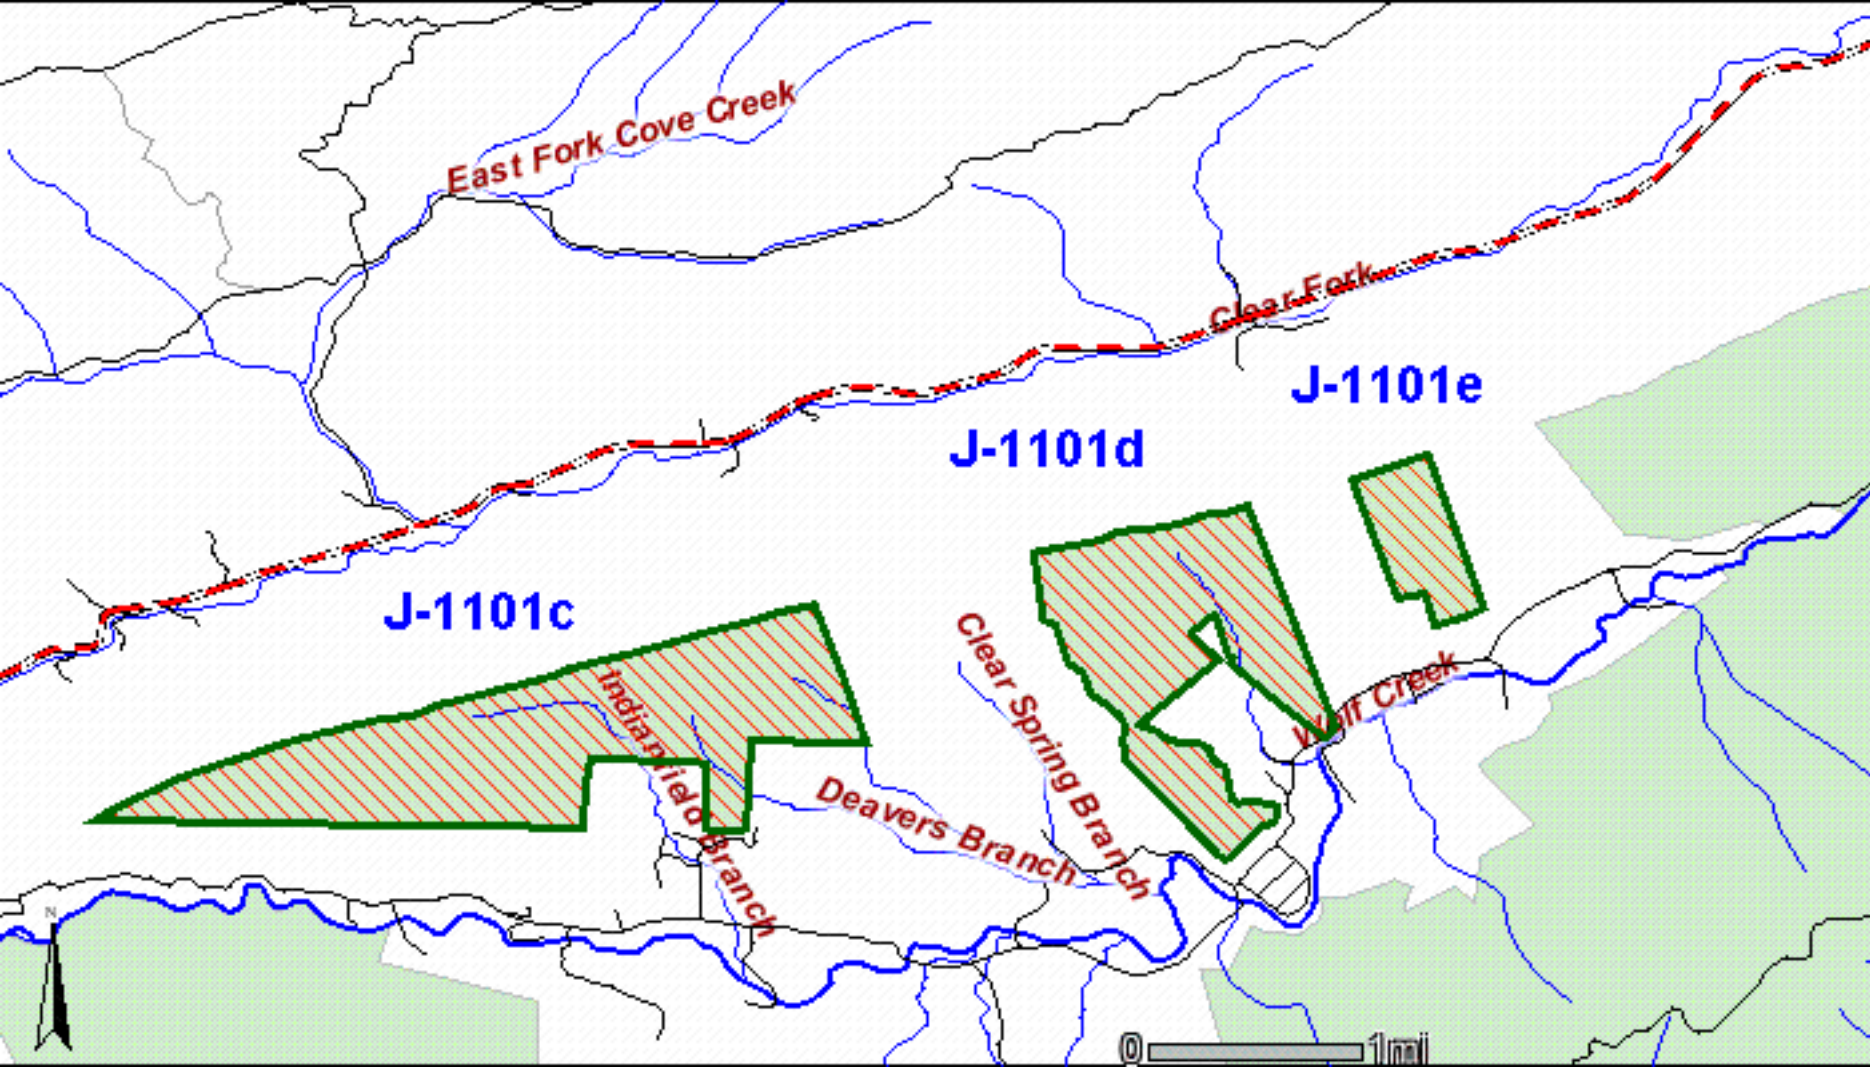 East Fork Cove Creek
Clear Fork
J-1101e
J-1101d
J-1101c
Clear Spring Branch
Indianfield Branch
Wolf Creek
Deavers Branch
N
0 1mi